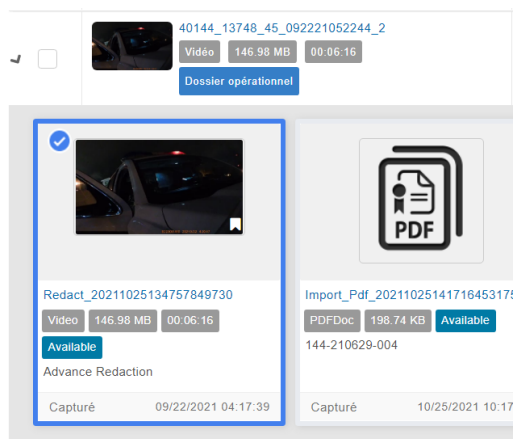 40144_13748_45_092221052244_2
Vidéo 146.98 MB 00:06:16
Dossier opérationnel
PDF
Redact_20211025134757849730
Import_Pdf_20211025141716453175
Video 146.98 MB 00:06:16
PDFDoc 198.74 KB Available
Available
144-210629-004
Advance Redaction
Capturé 09/22/2021 04:17:39
Capturé 10/25/2021 10:17